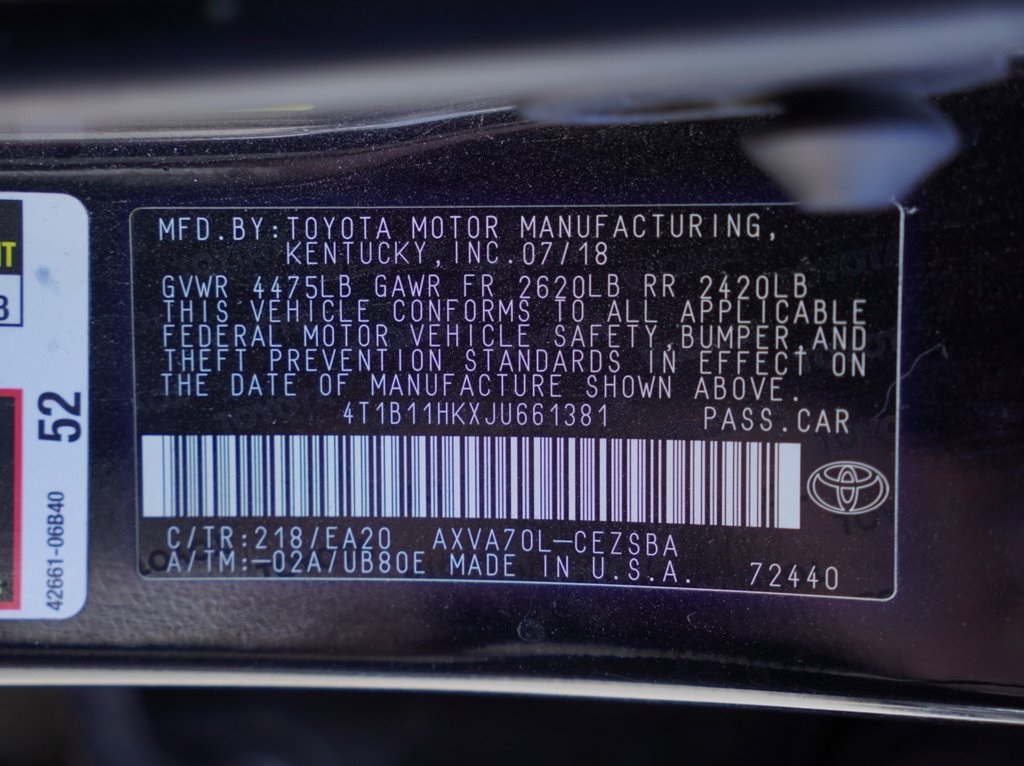 MFD.BY:TOYOTA MOTOR MANUFACTURING,
KENTUCKY,INC.07/18
GVWR 4475LB GAWR FR 2620LB RR 2420LB
THIS VEHICLE CONFORMS TO ALL APPLICABLE
FEDERAL MOTOR VEHICLE SAFETY,BUMPER,AND
THEFT PREVENTION STANDARDS IN EFFECT ON
THE DATE OF MANUFACTURE SHOWN ABOVE.
4T1B11HKXJU661381 PASS.CAR
C/TR:218/EA20 AXVA70L-CEZSBA
A/TM:-02A/UB80E MADE IN U.S.A. 72440
52
42661-06B40